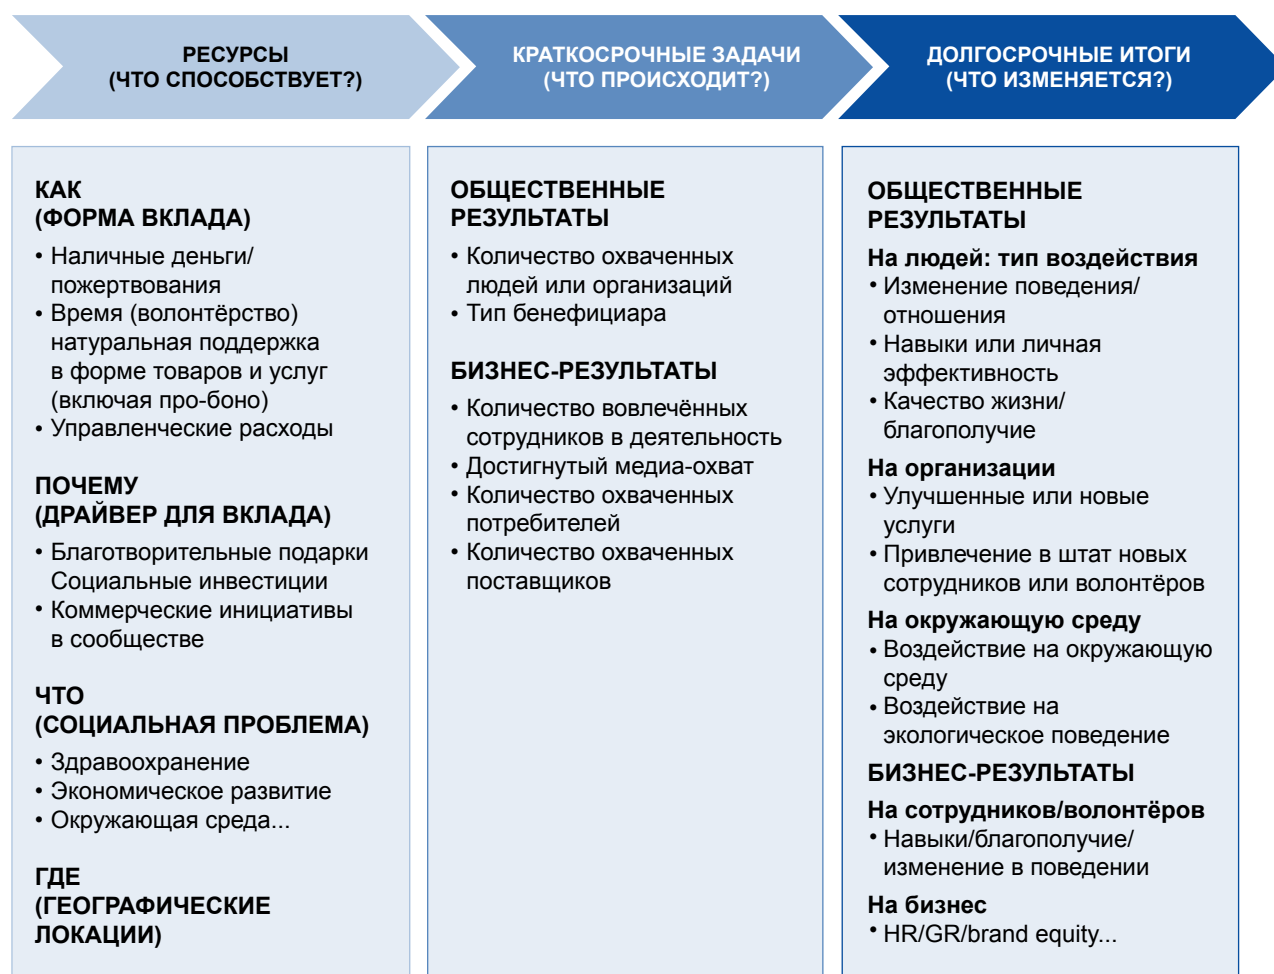 РЕСУРСЫ
(ЧТО СПОСОБСТВУЕТ?)
КРАТКОСРОЧНЫЕ ЗАДАЧИ
(ЧТО ПРОИСХОДИТ?)
ДОЛГОСРОЧНЫЕ ИТОГИ
(ЧТО ИЗМЕНЯЕТСЯ?)
КАК
(ФОРМА ВКЛАДА)
• Наличные деньги/
пожертвования
• Время (волонтёрство)
натуральная поддержка
в форме товаров и услуг
(включая про-боно)
• Управленческие расходы
ПОЧЕМУ
(ДРАЙВЕР ДЛЯ ВКЛАДА)
• Благотворительные подарки
Социальные инвестиции
• Коммерческие инициативы
в сообществе
ЧТО
(СОЦИАЛЬНАЯ ПРОБЛЕМА)
• Здравоохранение
• Экономическое развитие
• Окружающая среда...
ГДЕ
(ГЕОГРАФИЧЕСКИЕ
ЛОКАЦИИ)
ОБЩЕСТВЕННЫЕ
РЕЗУЛЬТАТЫ
• Количество охваченных
людей или организаций
• Тип бенефициара
БИЗНЕС-РЕЗУЛЬТАТЫ
• Количество вовлечённых
сотрудников в деятельность
• Достигнутый медиа-охват
• Количество охваченных
потребителей
• Количество охваченных
поставщиков
ОБЩЕСТВЕННЫЕ
РЕЗУЛЬТАТЫ
На людей: тип воздействия
• Изменение поведения/
отношения
• Навыки или личная
эффективность
• Качество жизни/
благополучие
На организации
• Улучшенные или новые
услуги
• Привлечение в штат новых
сотрудников или волонтёров
На окружающую среду
• Воздействие на окружающую
среду
• Воздействие на
экологическое поведение
БИЗНЕС-РЕЗУЛЬТАТЫ
На сотрудников/волонтёров
• Навыки/благополучие/
изменение в поведении
На бизнес
• HR/GR/brand equity...